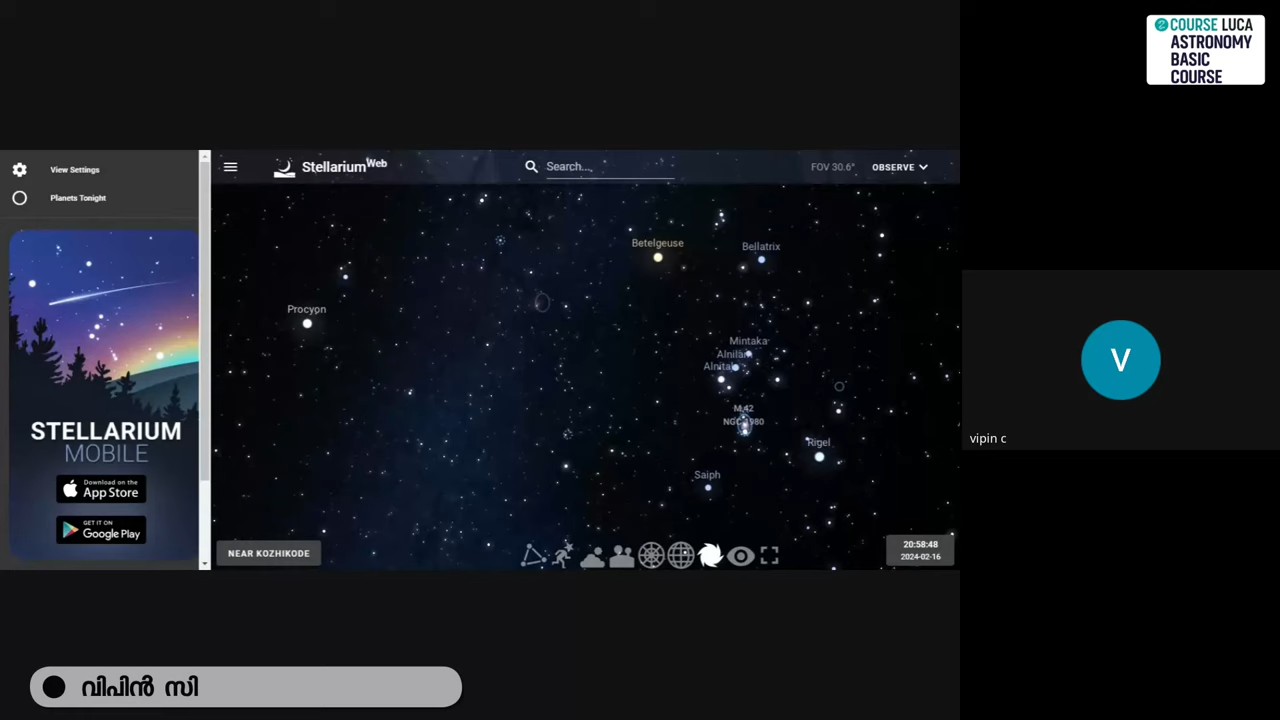 COURSE LUCA
ASTRONOMY
BASIC
COURSE
View Settings
Planets Tonight
Stellarium Web
Search...
FOV 30.6°
OBSERVE
Betelgeuse
Bellatrix
Procyon
Mintaka
Alnilam
Alnitak
M 42
NGC 1980
Rigel
Saiph
STELLARIUM
MOBILE
Download on the
App Store
GET IT ON
Google Play
NEAR KOZHIKODE
20:58:48
2024-02-16
V
vipin c
വിപിൻ സി